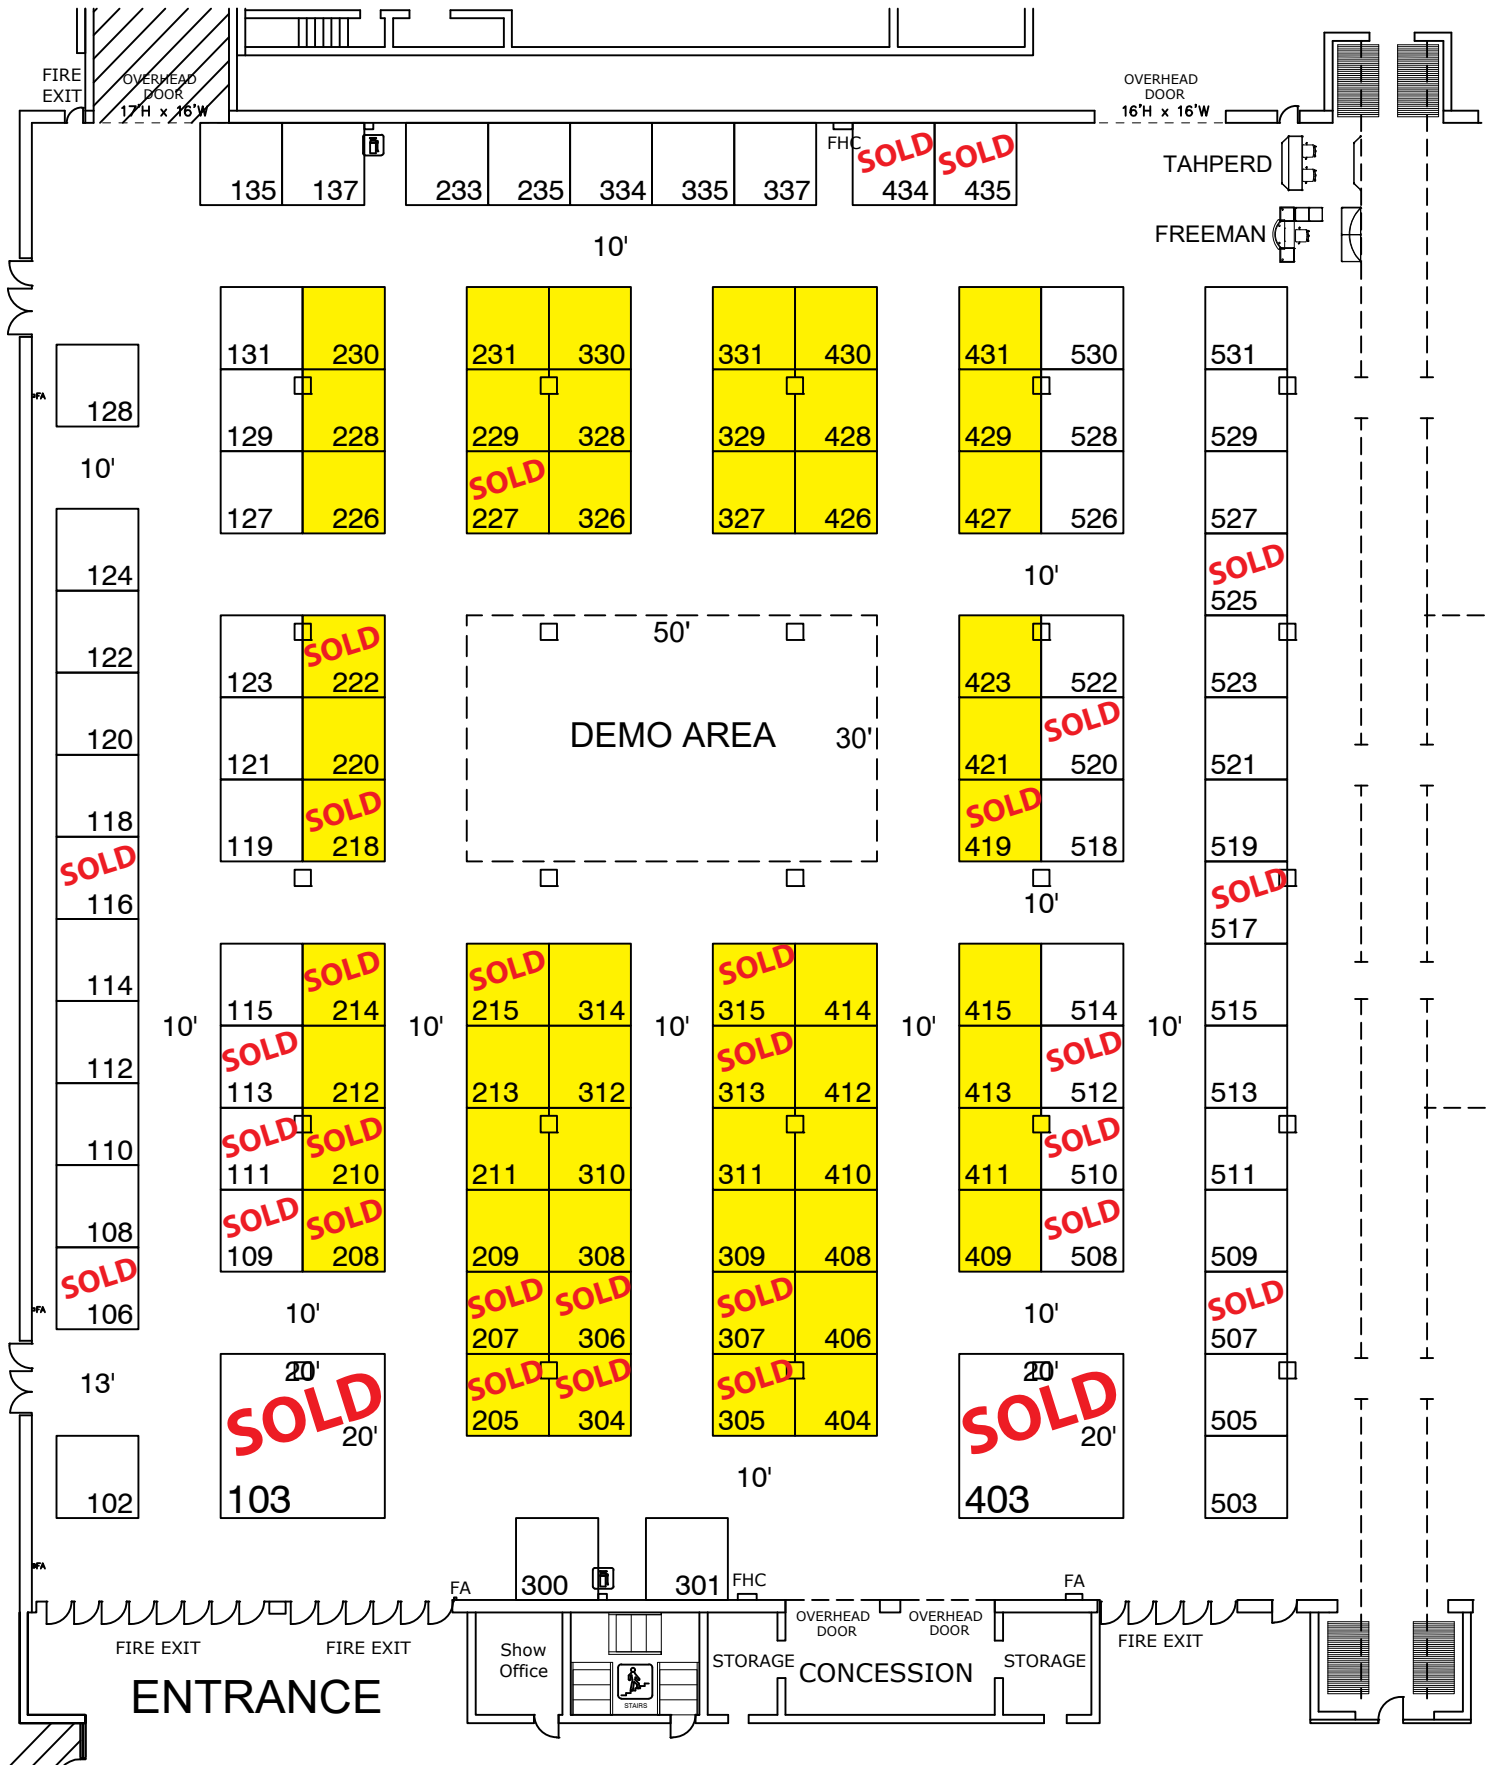 FIRE
EXIT
OVERHEAD
DOOR
17'H x 16'W
OVERHEAD
DOOR
16'H x 16'W
FHC
SOLD SOLD
135 137 233 235 334 335 337 434 435
TAHPERD
FREEMAN
10'
131 230 231 330 331 430 431 530 531
128
FA
129 228 229 328 329 428 429 528 529
10'
SOLD
127 226 227 326 327 426 427 526 527
SOLD
124 10' 525
50'
SOLD
122 123 222 423 522 523
SOLD
DEMO AREA 30'
120 121 220 421 520 521
SOLD SOLD
118 119 218 419 518 519
SOLD SOLD
116 10' 517
SOLD SOLD SOLD
114 115 214 215 314 315 414 415 514 515
10' 10' 10' 10' 10'
SOLD SOLD SOLD
112 113 212 213 312 313 412 413 512 513
SOLD SOLD SOLD
110 111 210 211 310 311 410 411 510 511
SOLD SOLD SOLD
108 109 208 209 308 309 408 409 508 509
SOLD SOLD SOLD SOLD SOLD
FA
106 10' 207 306 307 406 10' 507
13'
20' 20'
SOLD SOLD SOLD SOLD SOLD
20' 20'
205 304 305 404 505
10'
102 103 403 503
FA
300 301
FHC
FA
FA
FIRE EXIT
FIRE EXIT
Show
Office
STAIRS
STORAGE
OVERHEAD
DOOR
OVERHEAD
DOOR
CONCESSION
STORAGE
FIRE EXIT
ENTRANCE